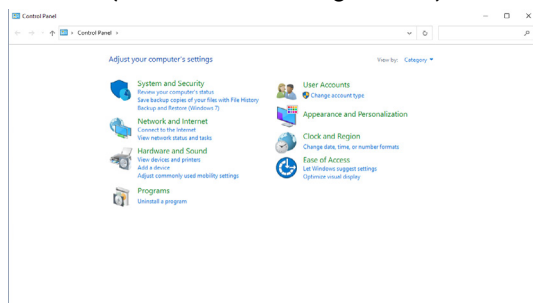 Control Panel
Control Panel
Adjust your computer's settings
View by: Category
System and Security
Review your computer's status
Save backup copies of your files with File History
Backup and Restore (Windows 7)
Network and Internet
Connect to the Internet
View network status and tasks
Hardware and Sound
View devices and printers
Add a device
Adjust commonly used mobility settings
Programs
Uninstall a program
User Accounts
Change account type
Appearance and Personalization
Clock and Region
Change date, time, or number formats
Ease of Access
Let Windows suggest settings
Optimize visual display